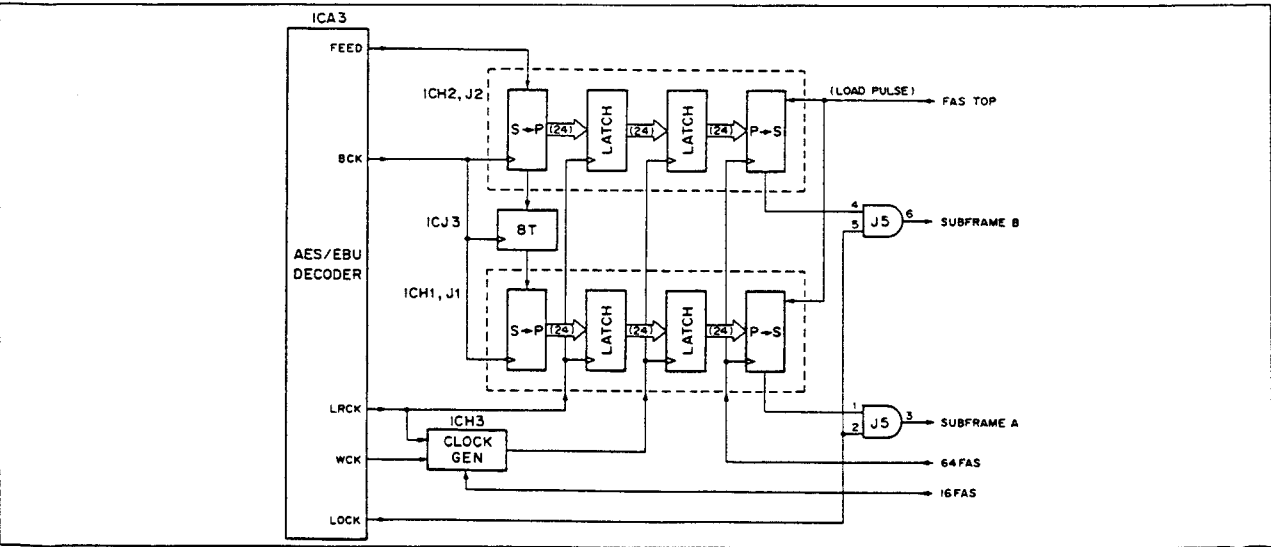 ICA3
FEED
ICH2, J2
S→P
(24)
LATCH
(24)
LATCH
(24)
P→S
(LOAD PULSE)
FAS TOP
BCK
ICJ3
8T
4
5
J5
6
SUBFRAME B
AES/EBU
DECODER
ICH1, J1
S→P
(24)
LATCH
(24)
LATCH
(24)
P→S
LRCK
ICH3
CLOCK
GEN
1
2
J5
3
SUBFRAME A
WCK
64FAS
16FAS
LOCK